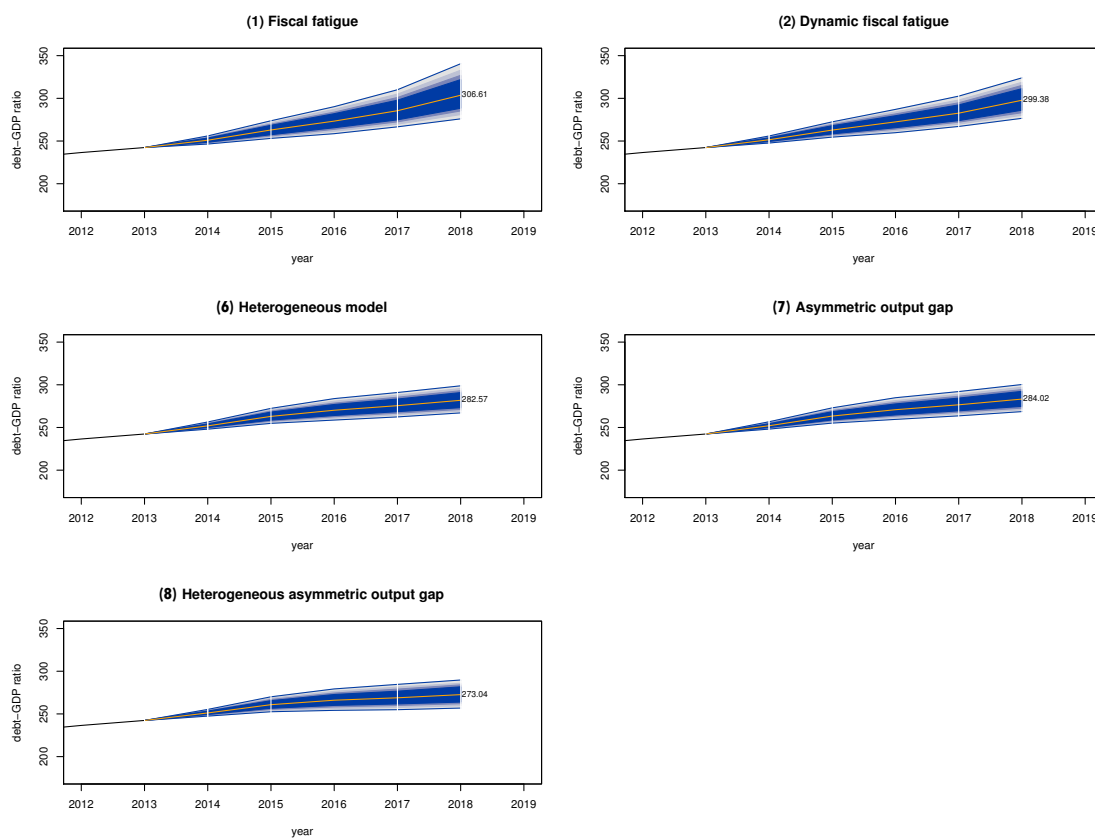 (1) Fiscal fatigue
debt−GDP ratio
350
300
250
200
306.61
2012 2013 2014 2015 2016 2017 2018 2019
year
(2) Dynamic fiscal fatigue
debt−GDP ratio
350
300
250
200
299.38
2012 2013 2014 2015 2016 2017 2018 2019
year
(6) Heterogeneous model
debt−GDP ratio
350
300
250
200
282.57
2012 2013 2014 2015 2016 2017 2018 2019
year
(7) Asymmetric output gap
debt−GDP ratio
350
300
250
200
284.02
2012 2013 2014 2015 2016 2017 2018 2019
year
(8) Heterogeneous asymmetric output gap
debt−GDP ratio
350
300
250
200
273.04
2012 2013 2014 2015 2016 2017 2018 2019
year